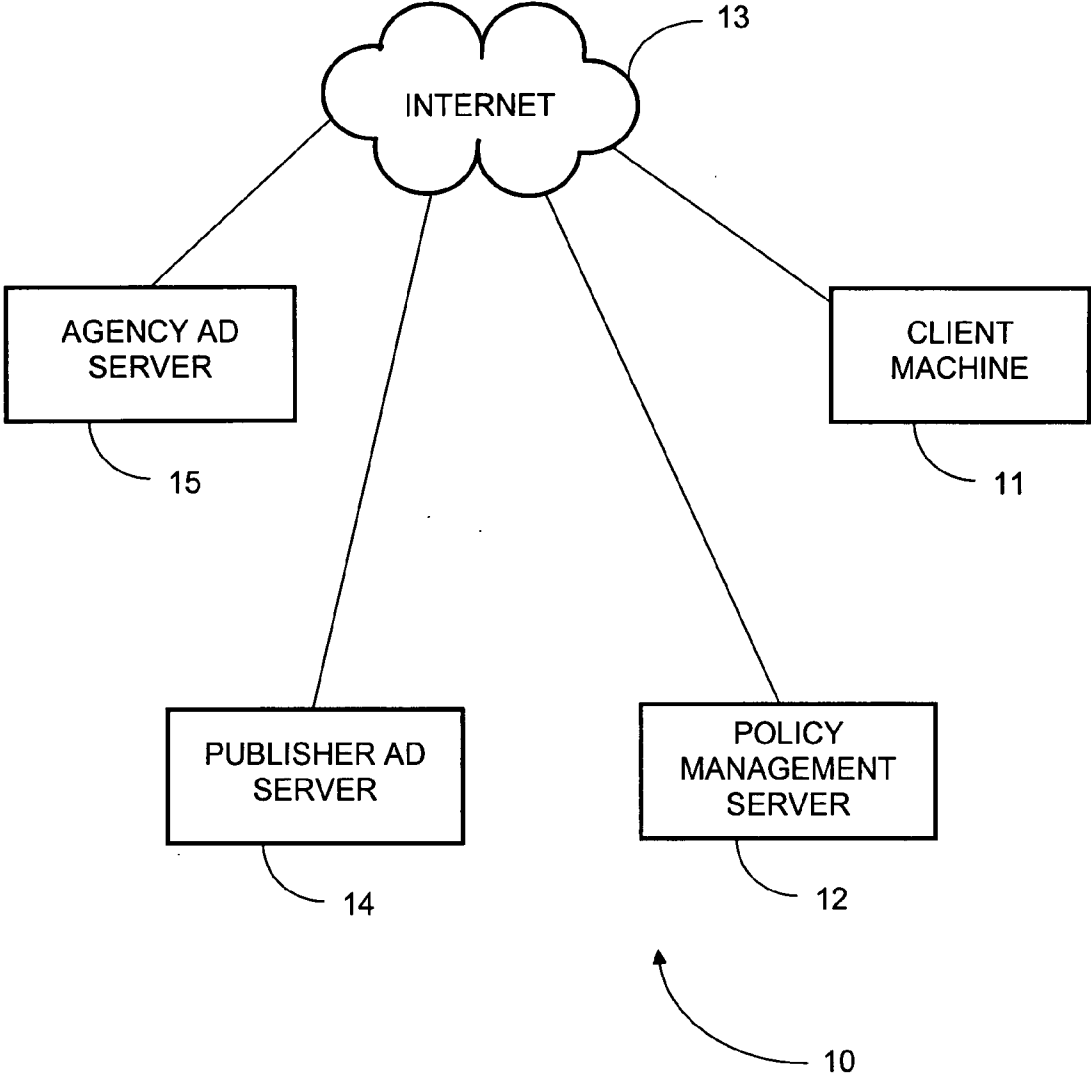 13
INTERNET
AGENCY AD
SERVER
15
CLIENT
MACHINE
11
PUBLISHER AD
SERVER
14
POLICY
MANAGEMENT
SERVER
12
10